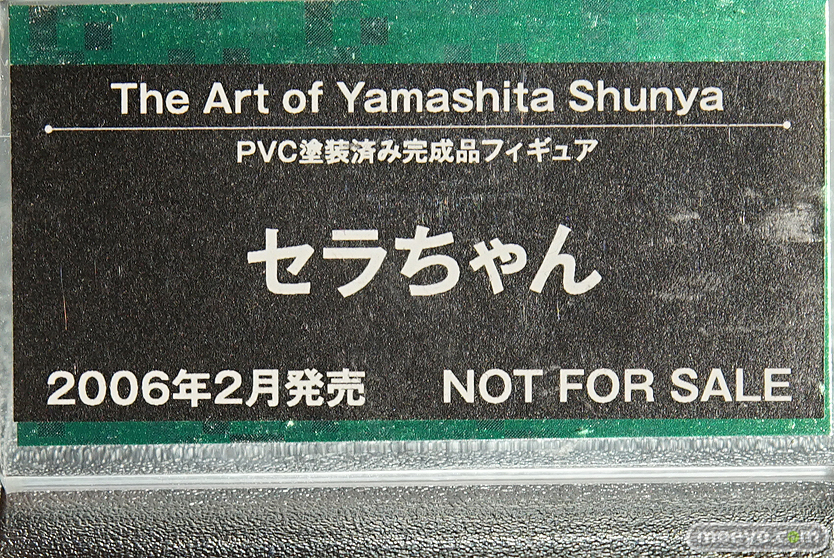 The Art of Yamashita Shunya
PVC塗装済み完成品フィギュア
セラちゃん
2006年2月発売 NOT FOR SALE
moeyo.com